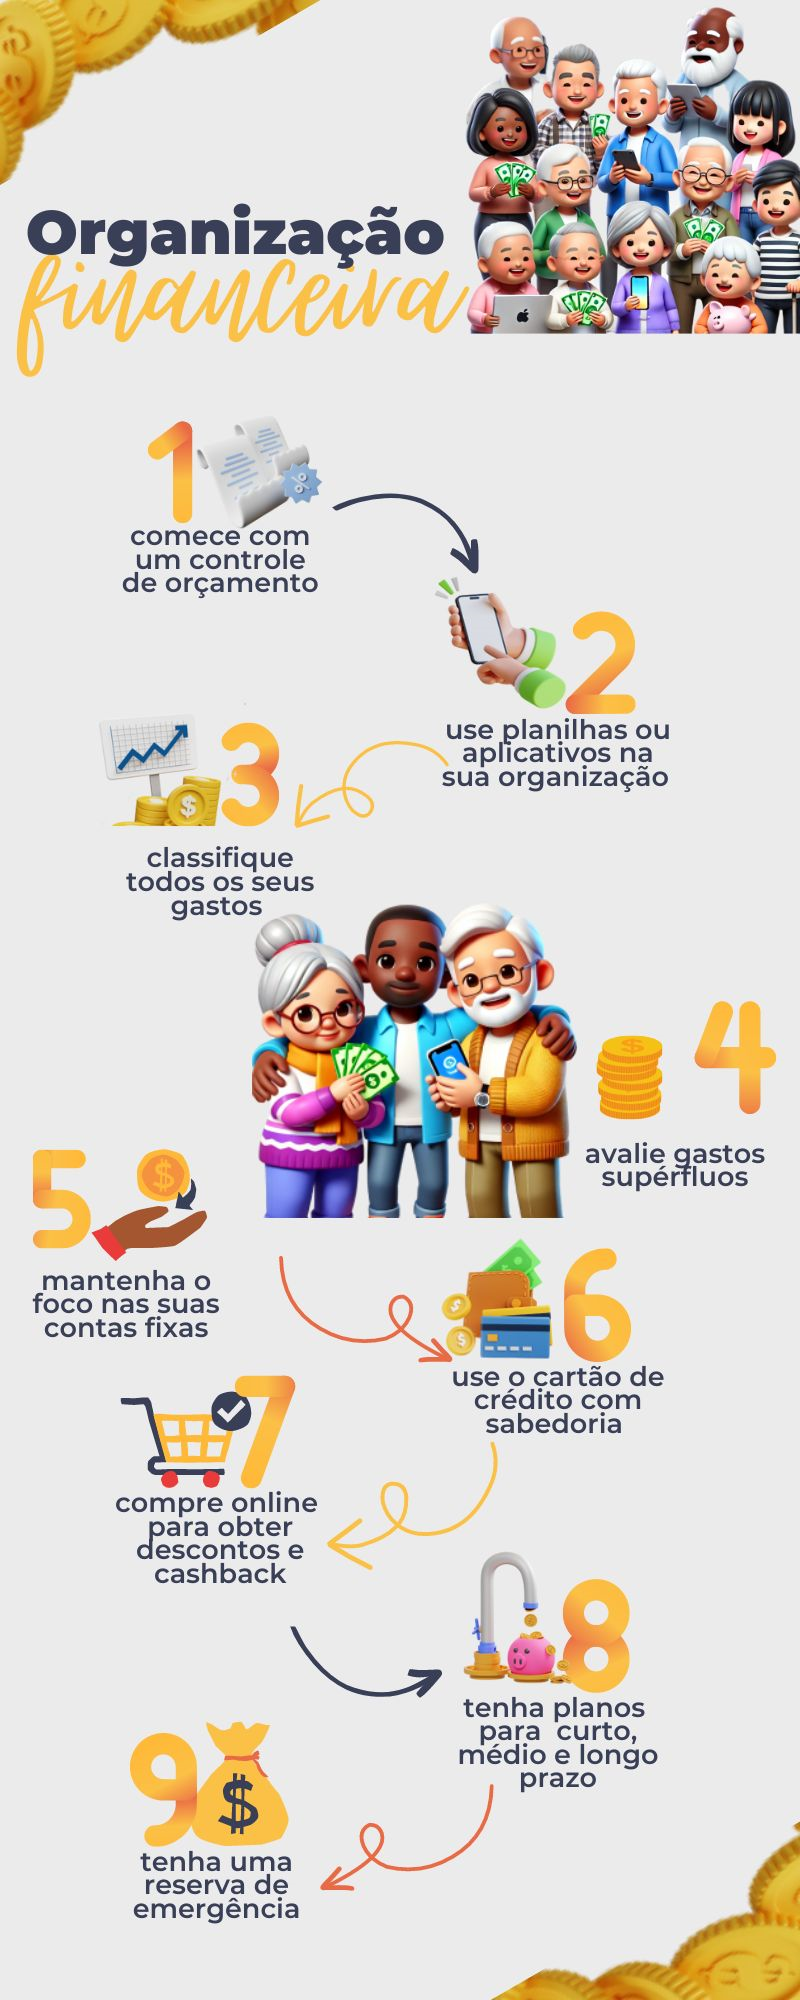 Organização
financeira
1
comece com
um controle
de orçamento
2
use planilhas ou
aplicativos na
sua organização
3
classifique
todos os seus
gastos
4
avalie gastos
supérfluos
5
mantenha o
foco nas suas
contas fixas
6
use o cartão de
crédito com
sabedoria
7
compre online
para obter
descontos e
cashback
8
tenha planos
para curto,
médio e longo
prazo
9
$
tenha uma
reserva de
emergência